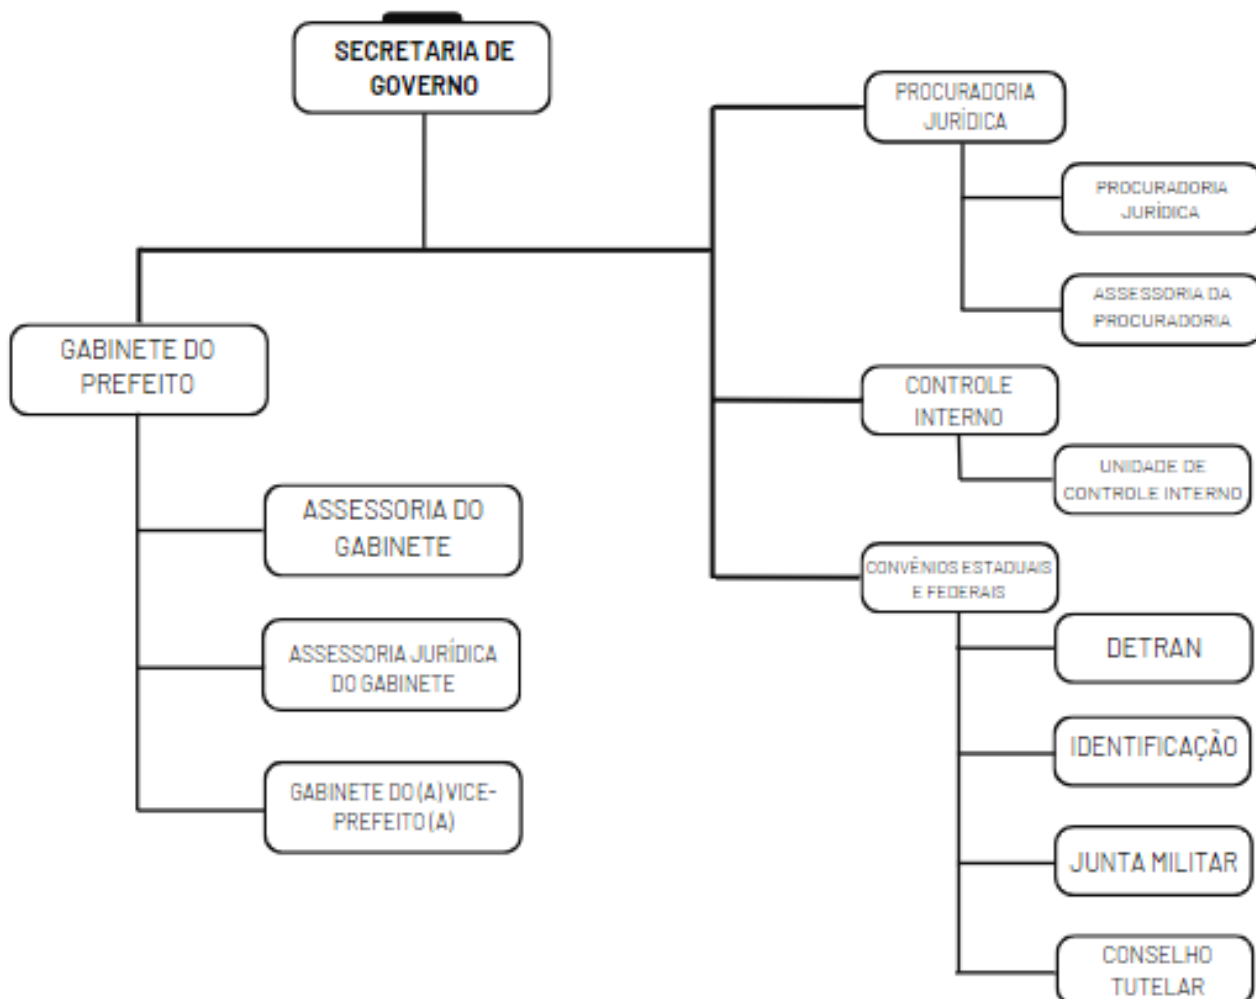 SECRETARIA DE
GOVERNO
GABINETE DO
PREFEITO
ASSESSORIA DO
GABINETE
ASSESSORIA JURÍDICA
DO GABINETE
GABINETE DO (A) VICE-
PREFEITO (A)
PROCURADORIA
JURÍDICA
PROCURADORIA
JURÍDICA
ASSESSORIA DA
PROCURADORIA
CONTROLE
INTERNO
UNIDADE DE
CONTROLE INTERNO
CONVÊNIOS ESTADUAIS
E FEDERAIS
DETRAN
IDENTIFICAÇÃO
JUNTA MILITAR
CONSELHO
TUTELAR